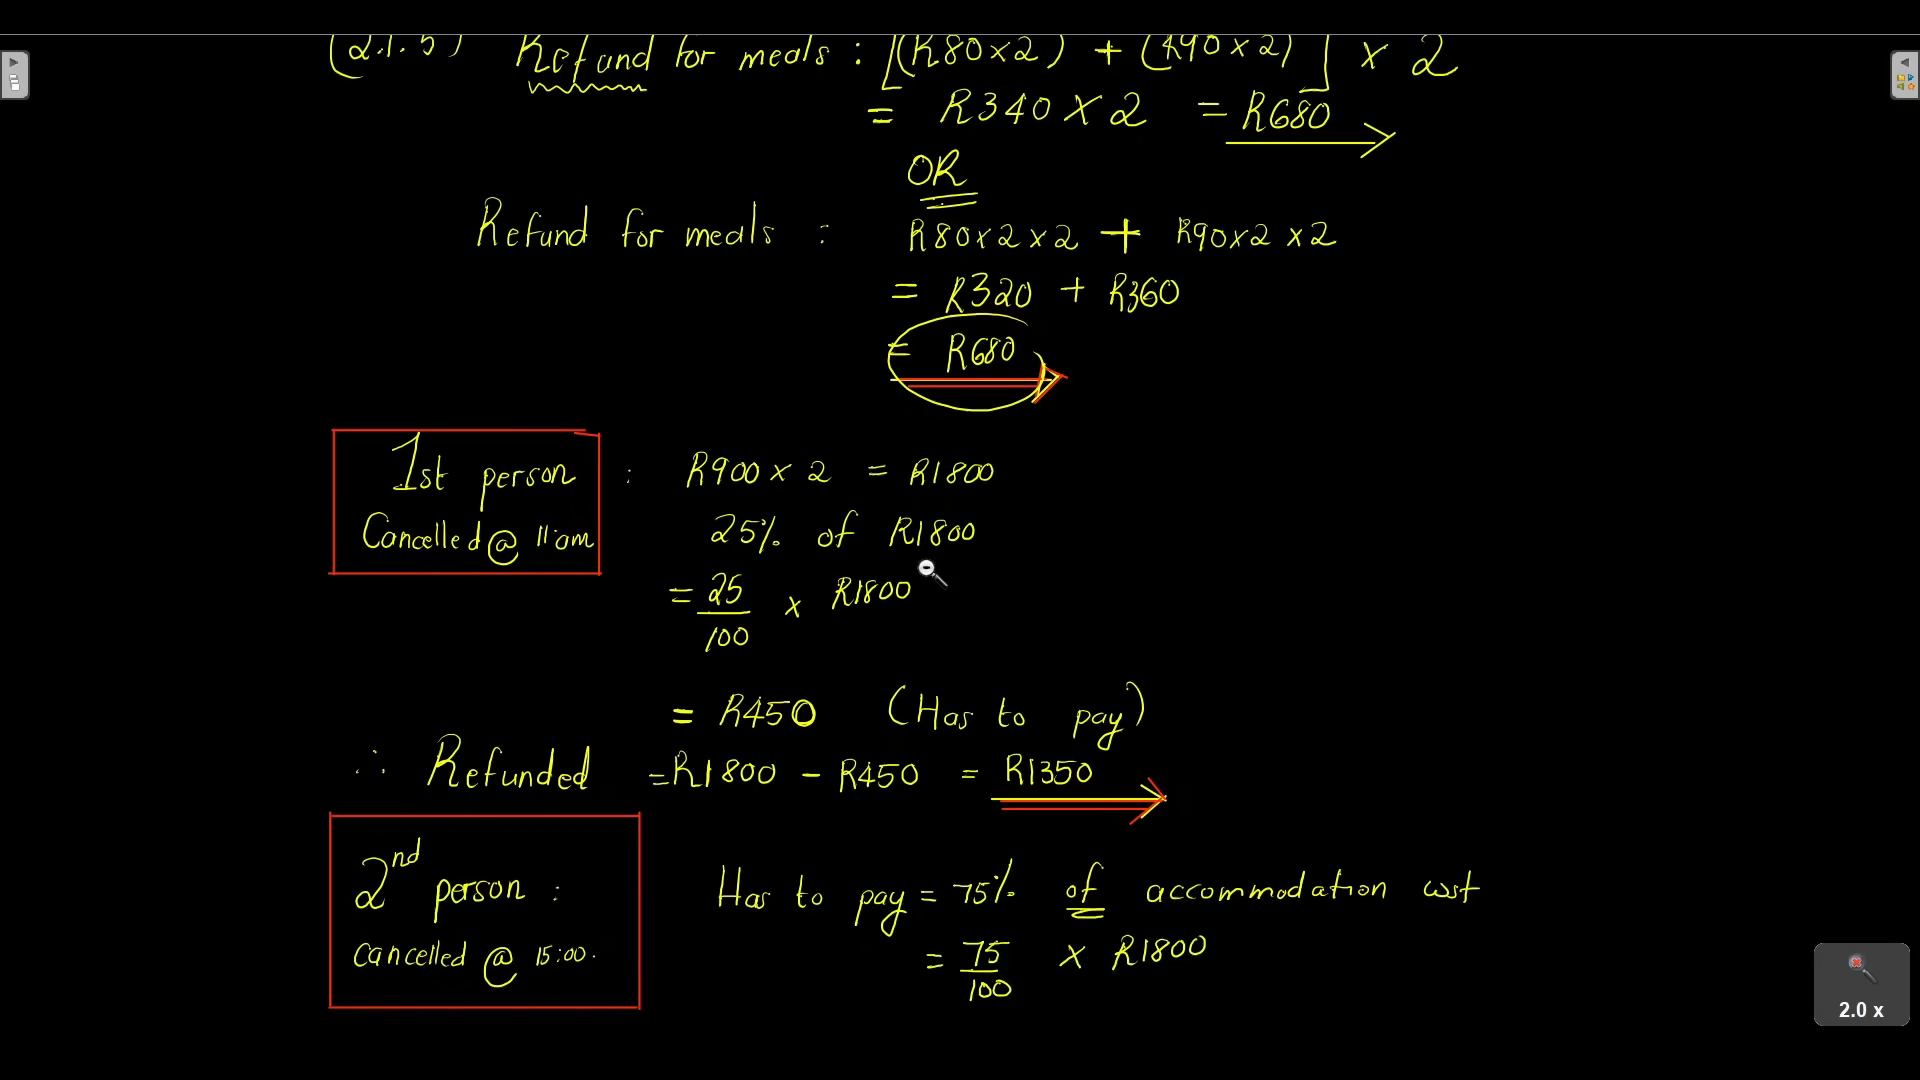 (2.1.5) Refund for meals : [(R80×2) + (R90×2)] × 2
= R340 × 2 = R680
OR
Refund for meals : R80×2×2 + R90×2×2
= R320 + R360
= R680
1st person : R900×2 = R1800
Cancelled @ 11am
25% of R1800
= 25/100 × R1800
= R450 (Has to pay)
∴ Refunded = R1800 - R450 = R1350
2nd person : Has to pay = 75% of accommodation cost
cancelled @ 15:00.
= 75/100 × R1800
2.0 x